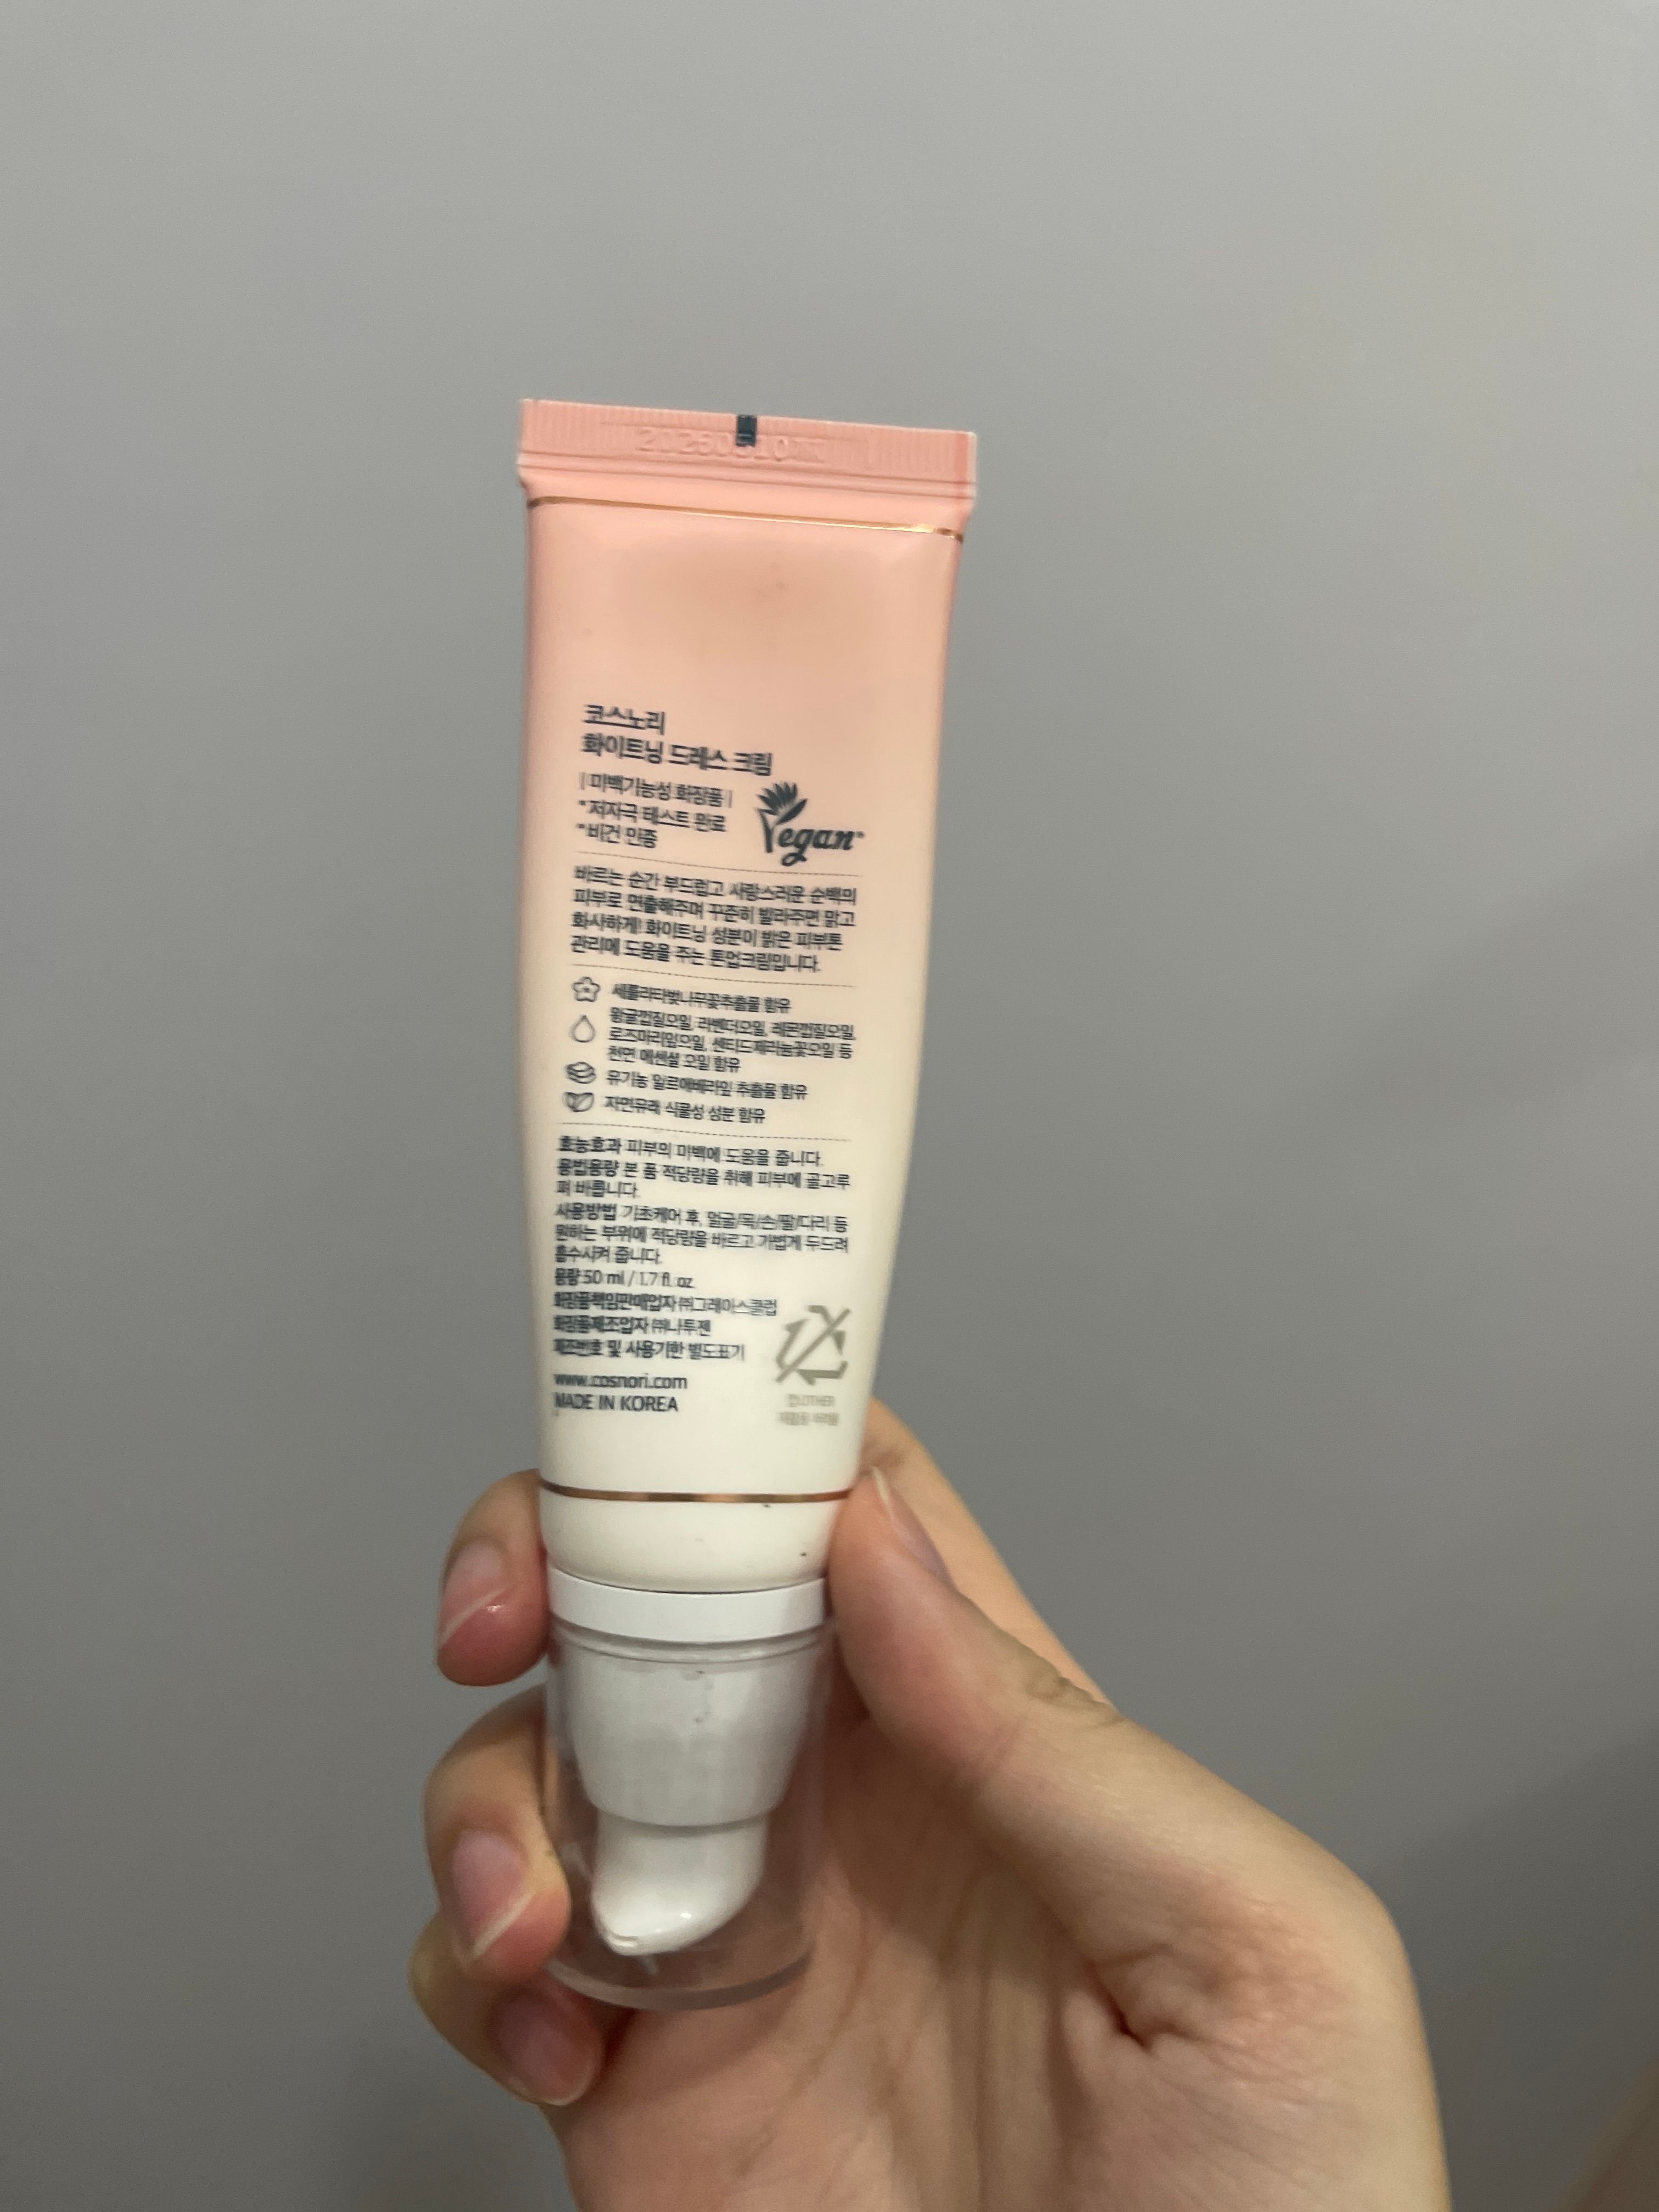 코스노리
화이트닝 드레스 크림
| 미백기능성 화장품 |
*저자극 테스트 완료
*비건 인증
Vegan
바르는 순간 부드럽고 사랑스러운 순백의
피부로 연출해주며 꾸준히 발라주면 맑고
화사하게! 화이트닝 성분이 밝은 피부톤
관리에 도움을 주는 톤업크림입니다.
세룰라타벚나무꽃추출물 함유
왕귤껍질오일, 라벤더오일, 레몬껍질오일,
로즈마리잎오일, 센티드제라늄꽃오일 등
천연 에센셜 오일 함유
유기농 알로에베라잎 추출물 함유
자연유래 식물성 성분 함유
효능효과 피부의 미백에 도움을 줍니다.
용법용량 본 품 적당량을 취해 피부에 골고루
펴 바릅니다.
사용방법 기초케어 후, 얼굴/목/손/팔/다리 등
원하는 부위에 적당량을 바르고 가볍게 두드려
흡수시켜 줍니다.
용량 50 ml / 1.7 fl. oz.
화장품책임판매업자 ㈜그레이스클럽
화장품제조업자 ㈜나투젠
제조번호 및 사용기한 별도표기
www.cosnori.com
MADE IN KOREA
OTHER